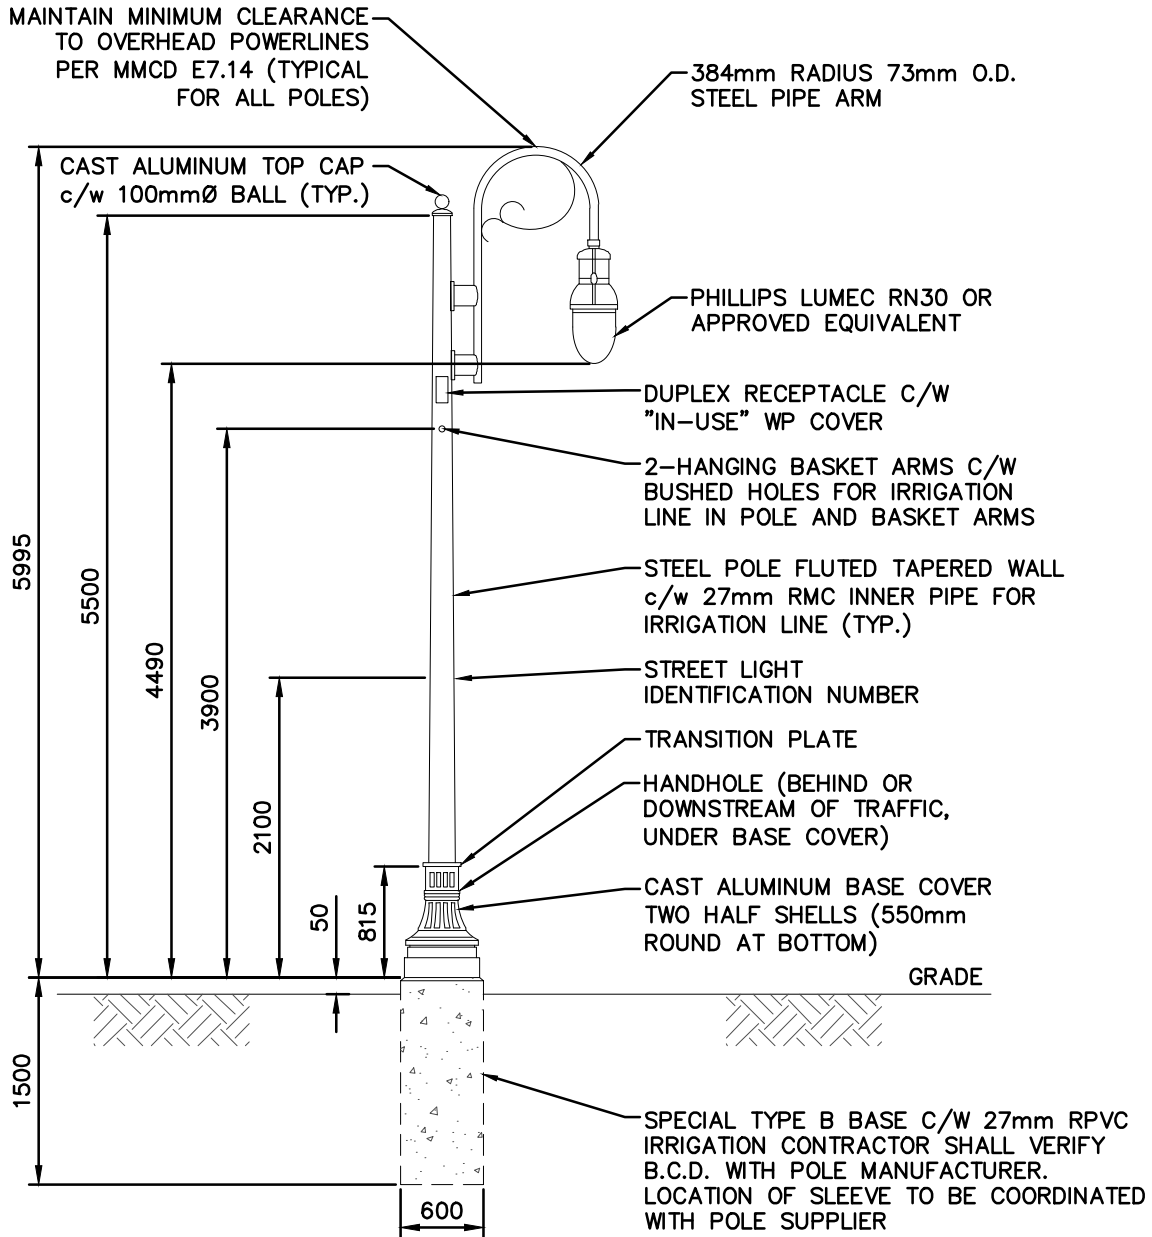 MAINTAIN MINIMUM CLEARANCE
TO OVERHEAD POWERLINES
PER MMCD E7.14 (TYPICAL
FOR ALL POLES)
384mm RADIUS 73mm O.D.
STEEL PIPE ARM
CAST ALUMINUM TOP CAP
c/w 100mmØ BALL (TYP.)
PHILLIPS LUMEC RN30 OR
APPROVED EQUIVALENT
DUPLEX RECEPTACLE C/W
"IN-USE" WP COVER
2-HANGING BASKET ARMS C/W
BUSHED HOLES FOR IRRIGATION
LINE IN POLE AND BASKET ARMS
STEEL POLE FLUTED TAPERED WALL
c/w 27mm RMC INNER PIPE FOR
IRRIGATION LINE (TYP.)
STREET LIGHT
IDENTIFICATION NUMBER
TRANSITION PLATE
HANDHOLE (BEHIND OR
DOWNSTREAM OF TRAFFIC,
UNDER BASE COVER)
CAST ALUMINUM BASE COVER
TWO HALF SHELLS (550mm
ROUND AT BOTTOM)
GRADE
SPECIAL TYPE B BASE C/W 27mm RPVC
IRRIGATION CONTRACTOR SHALL VERIFY
B.C.D. WITH POLE MANUFACTURER.
LOCATION OF SLEEVE TO BE COORDINATED
WITH POLE SUPPLIER
5995
5500
4490
3900
2100
50
815
1500
600